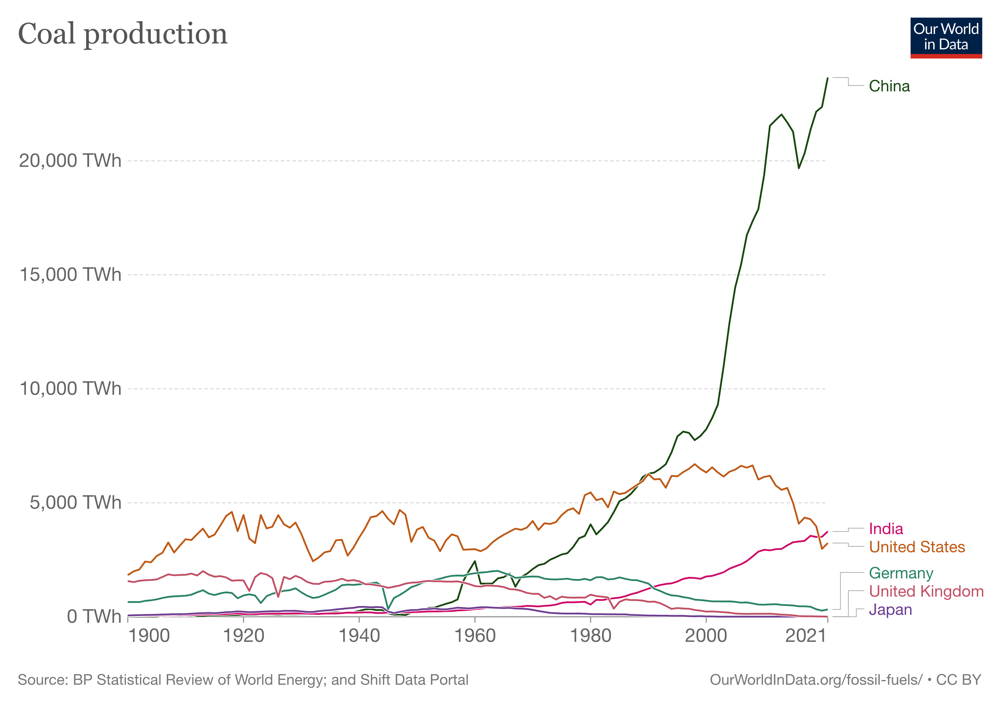 Coal production
Our World
in Data
China
20,000 TWh
15,000 TWh
10,000 TWh
5,000 TWh
India
United States
Germany
United Kingdom
Japan
0 TWh
1900
1920
1940
1960
1980
2000
2021
Source: BP Statistical Review of World Energy; and Shift Data Portal
OurWorldInData.org/fossil-fuels/ • CC BY